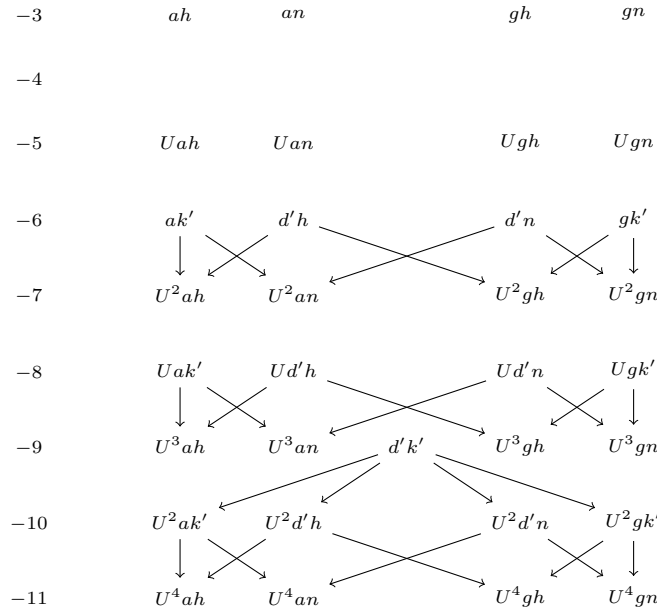 −3 ah an gh gn
−4
−5 Uah Uan Ugh Ugn
−6 ak′ d′h d′n gk′
−7 U²ah U²an U²gh U²gn
−8 Uak′ Ud′h Ud′n Ugk′
−9 U³ah U³an d′k′ U³gh U³gn
−10 U²ak′ U²d′h U²d′n U²gk′
−11 U⁴ah U⁴an U⁴gh U⁴gn